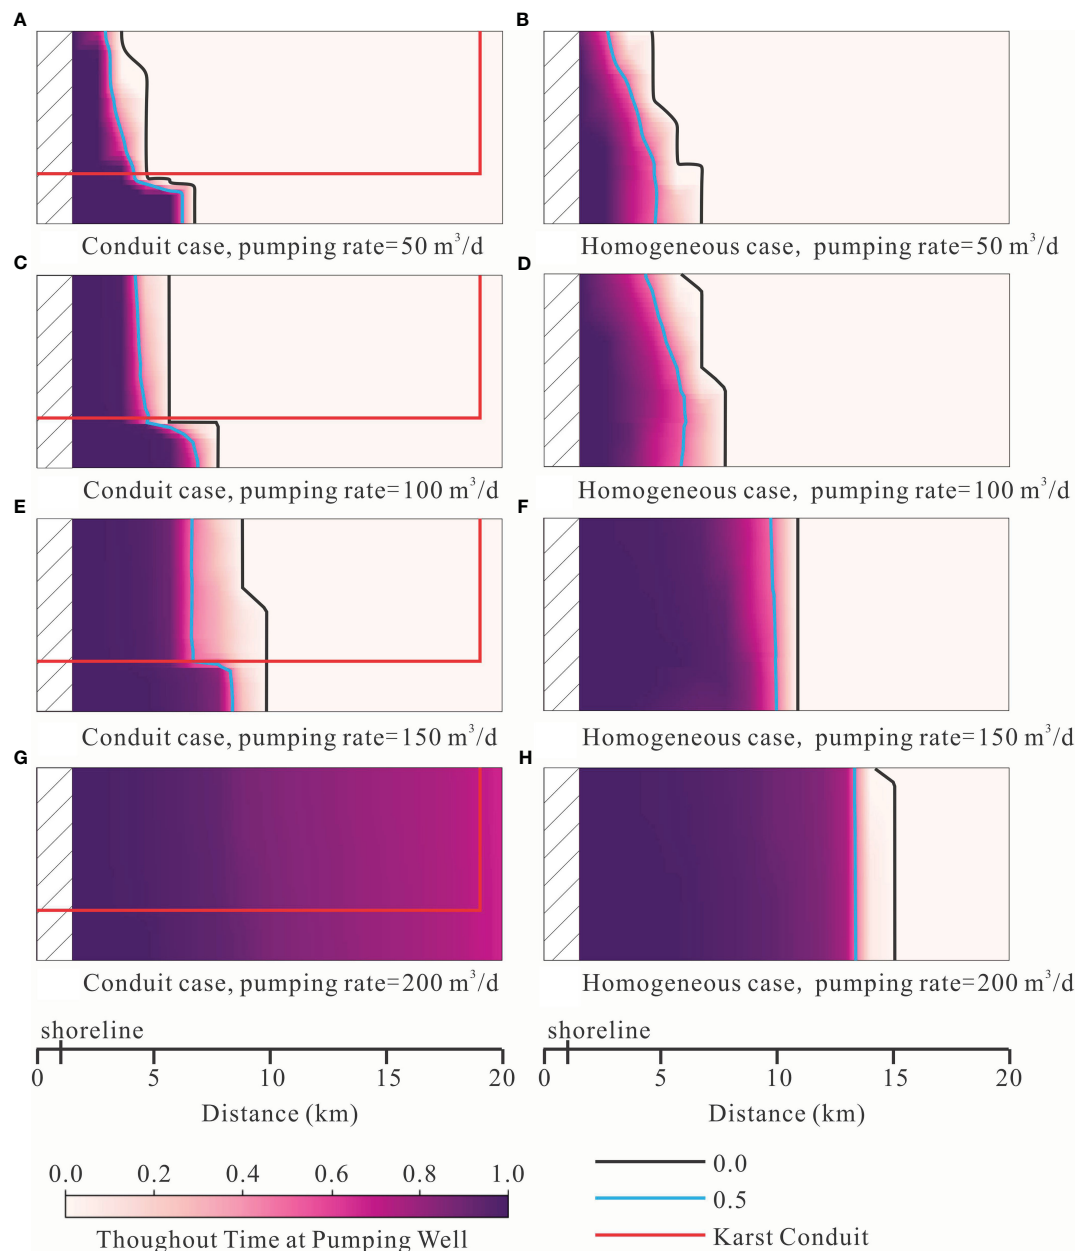 A
B
Conduit case, pumping rate=50 m³/d
Homogeneous case, pumping rate=50 m³/d
C
D
Conduit case, pumping rate=100 m³/d
Homogeneous case, pumping rate=100 m³/d
E
F
Conduit case, pumping rate=150 m³/d
Homogeneous case, pumping rate=150 m³/d
G
H
Conduit case, pumping rate=200 m³/d
Homogeneous case, pumping rate=200 m³/d
shoreline
0 5 10 15 20
Distance (km)
shoreline
0 5 10 15 20
Distance (km)
0.0 0.2 0.4 0.6 0.8 1.0
Thoughout Time at Pumping Well
0.0
0.5
Karst Conduit